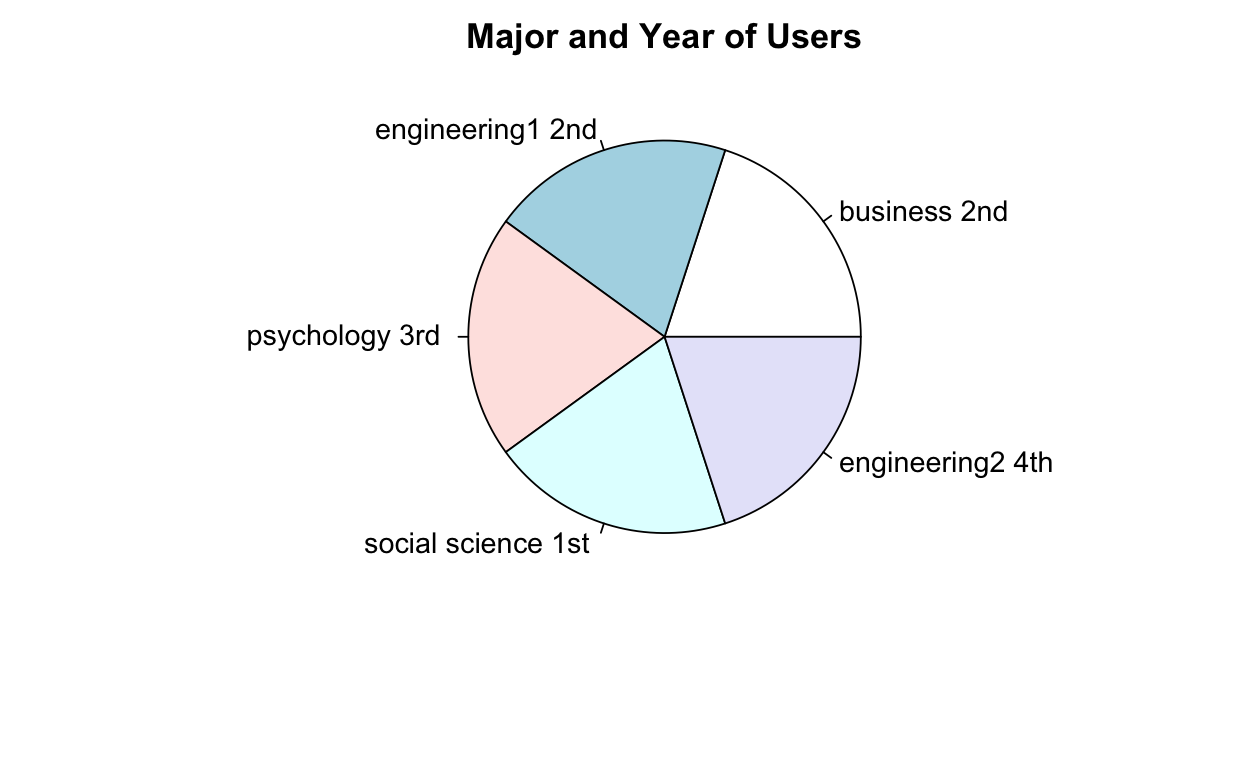 Major and Year of Users
engineering1 2nd
business 2nd
psychology 3rd
engineering2 4th
social science 1st